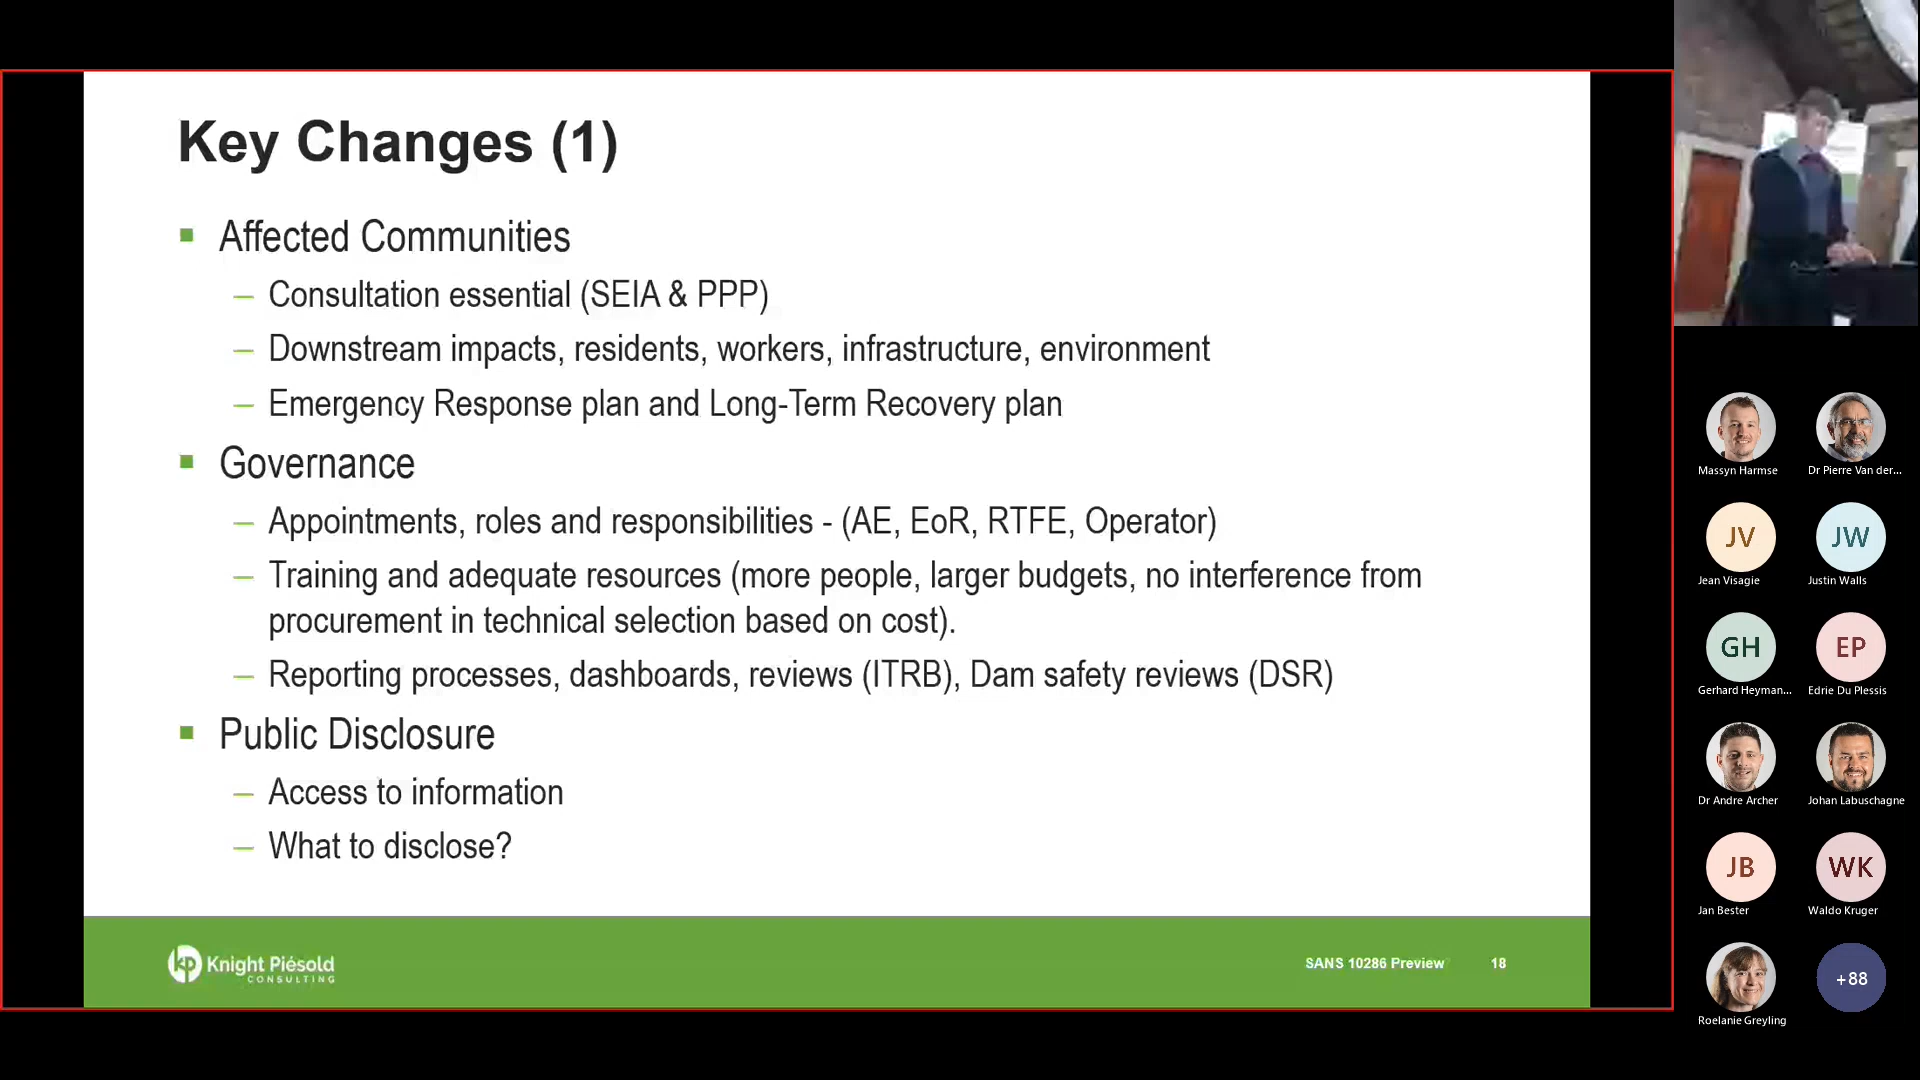 Key Changes (1)
Affected Communities
– Consultation essential (SEIA & PPP)
– Downstream impacts, residents, workers, infrastructure, environment
– Emergency Response plan and Long-Term Recovery plan
Governance
– Appointments, roles and responsibilities - (AE, EoR, RTFE, Operator)
– Training and adequate resources (more people, larger budgets, no interference from
procurement in technical selection based on cost).
– Reporting processes, dashboards, reviews (ITRB), Dam safety reviews (DSR)
Public Disclosure
– Access to information
– What to disclose?
kp Knight Piésold
CONSULTING
SANS 10286 Preview 18
Massyn Harmse
Dr Pierre Van der...
JV
JW
Jean Visagie
Justin Walls
GH
EP
Gerhard Heyman...
Edrie Du Plessis
Dr Andre Archer
Johan Labuschagne
JB
WK
Jan Bester
Waldo Kruger
+88
Roelanie Greyling